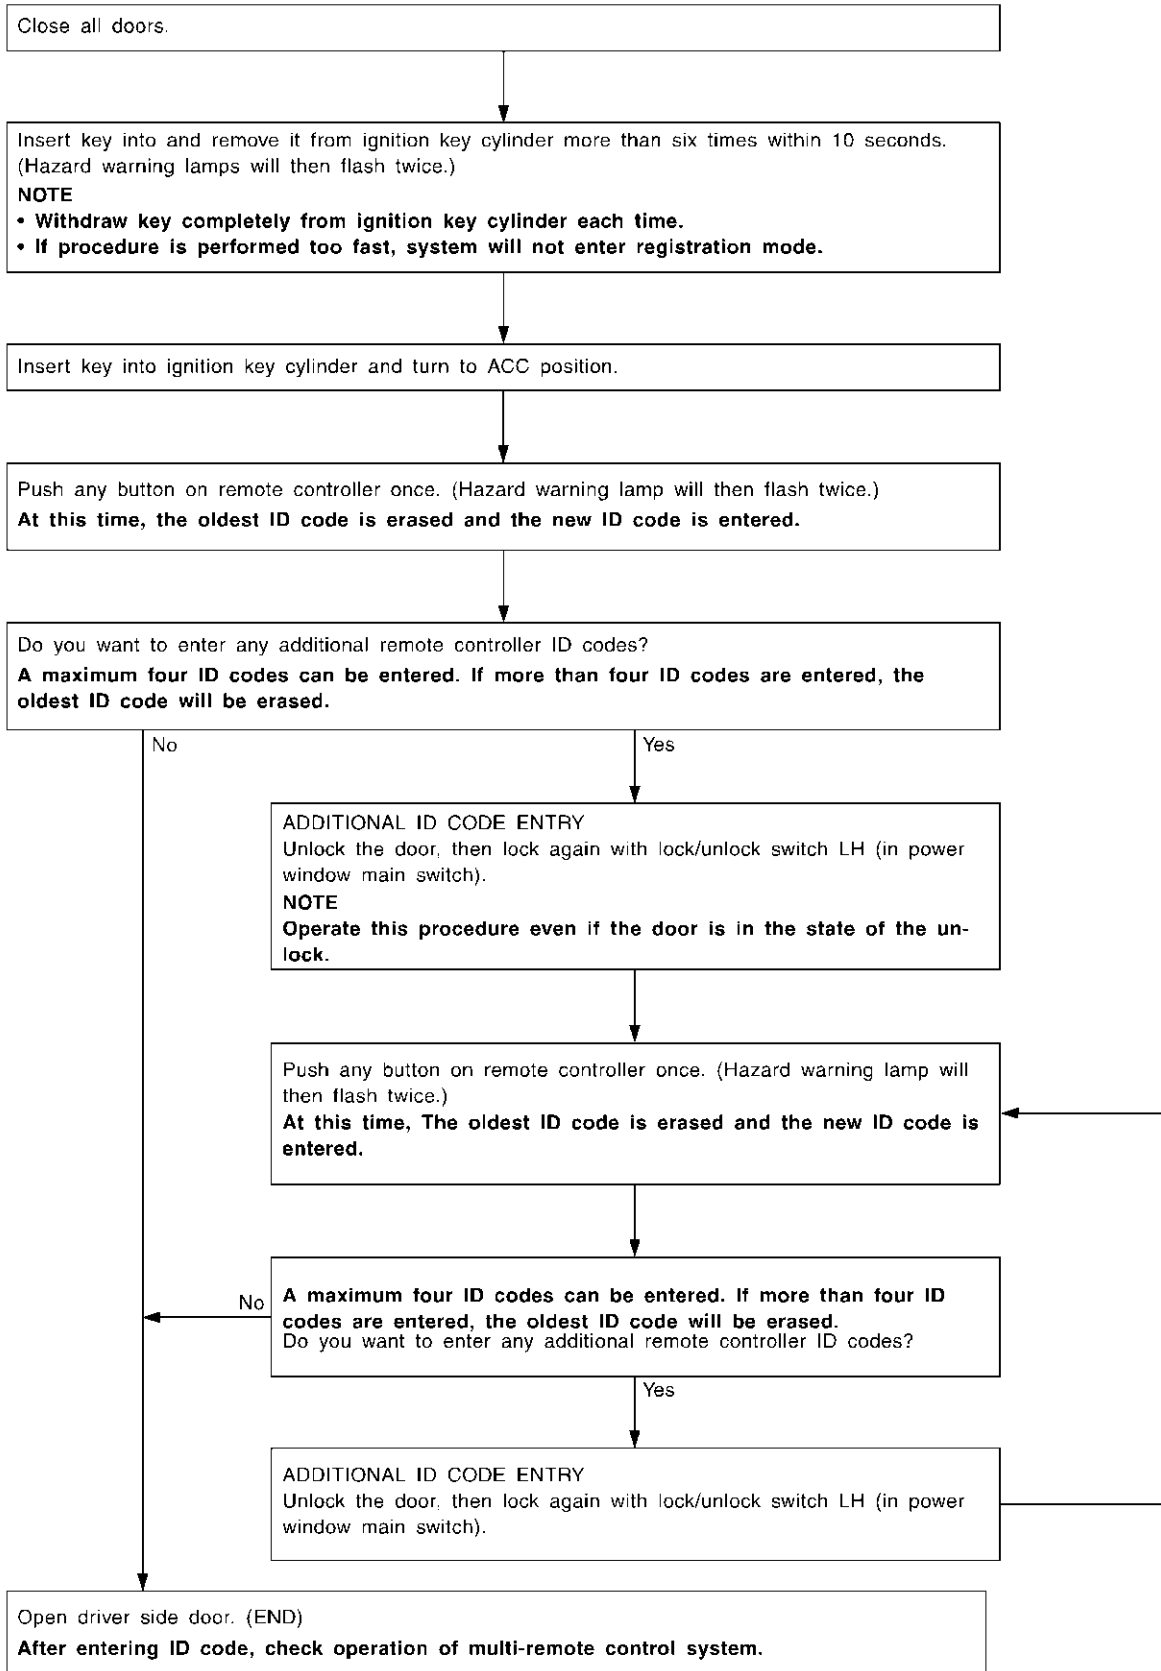 Close all doors.
Insert key into and remove it from ignition key cylinder more than six times within 10 seconds.
(Hazard warning lamps will then flash twice.)
NOTE
• Withdraw key completely from ignition key cylinder each time.
• If procedure is performed too fast, system will not enter registration mode.
Insert key into ignition key cylinder and turn to ACC position.
Push any button on remote controller once. (Hazard warning lamp will then flash twice.)
At this time, the oldest ID code is erased and the new ID code is entered.
Do you want to enter any additional remote controller ID codes?
A maximum four ID codes can be entered. If more than four ID codes are entered, the
oldest ID code will be erased.
No
Yes
ADDITIONAL ID CODE ENTRY
Unlock the door, then lock again with lock/unlock switch LH (in power
window main switch).
NOTE
Operate this procedure even if the door is in the state of the un-
lock.
Push any button on remote controller once. (Hazard warning lamp will
then flash twice.)
At this time, The oldest ID code is erased and the new ID code is
entered.
No
A maximum four ID codes can be entered. If more than four ID
codes are entered, the oldest ID code will be erased.
Do you want to enter any additional remote controller ID codes?
Yes
ADDITIONAL ID CODE ENTRY
Unlock the door, then lock again with lock/unlock switch LH (in power
window main switch).
Open driver side door. (END)
After entering ID code, check operation of multi-remote control system.